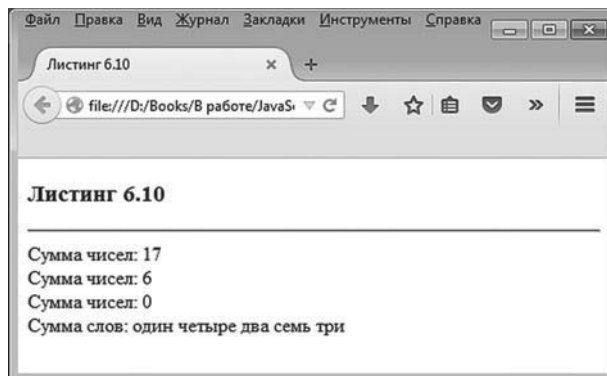 Файл Правка Вид Журнал Закладки Инструменты Справка
Листинг 6.10
file:///D:/Books/В работе/JavaS
Листинг 6.10
Сумма чисел: 17
Сумма чисел: 6
Сумма чисел: 0
Сумма слов: один четыре два семь три